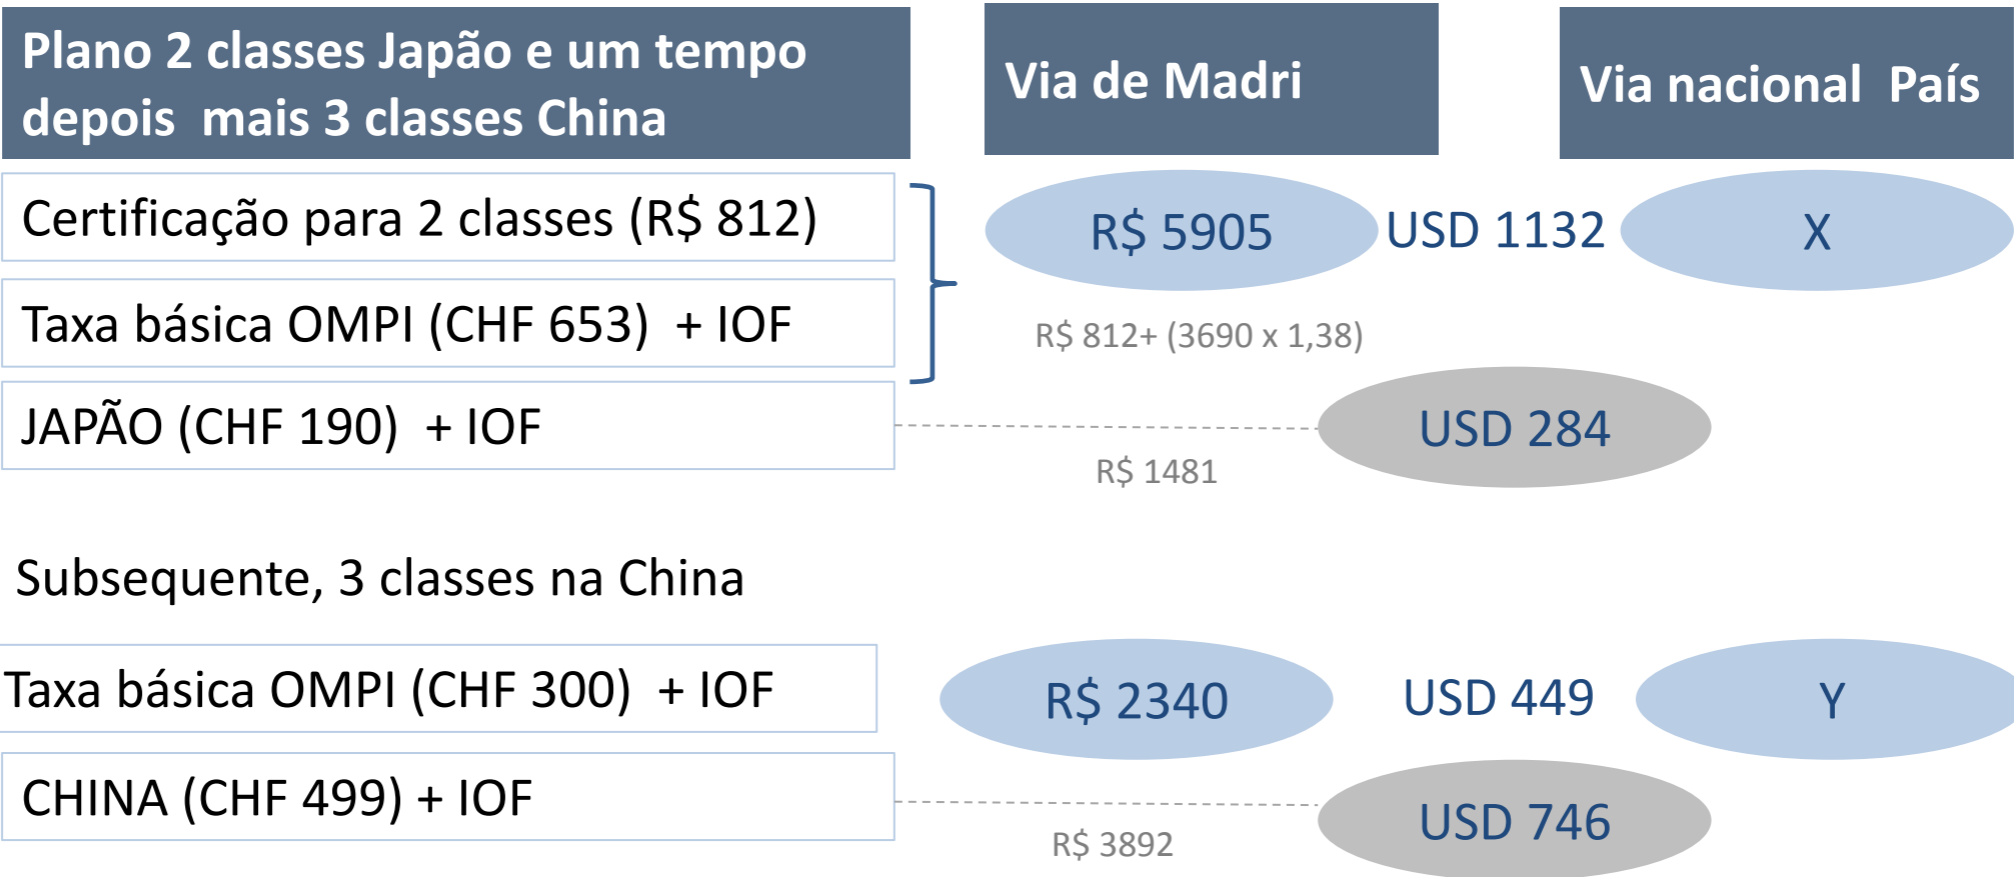 Plano 2 classes Japão e um tempo
depois mais 3 classes China
Via de Madri
Via nacional País
Certificação para 2 classes (R$ 812)
R$ 5905
USD 1132
X
Taxa básica OMPI (CHF 653) + IOF
R$ 812+ (3690 x 1,38)
JAPÃO (CHF 190) + IOF
USD 284
R$ 1481
Subsequente, 3 classes na China
Taxa básica OMPI (CHF 300) + IOF
R$ 2340
USD 449
Y
CHINA (CHF 499) + IOF
USD 746
R$ 3892